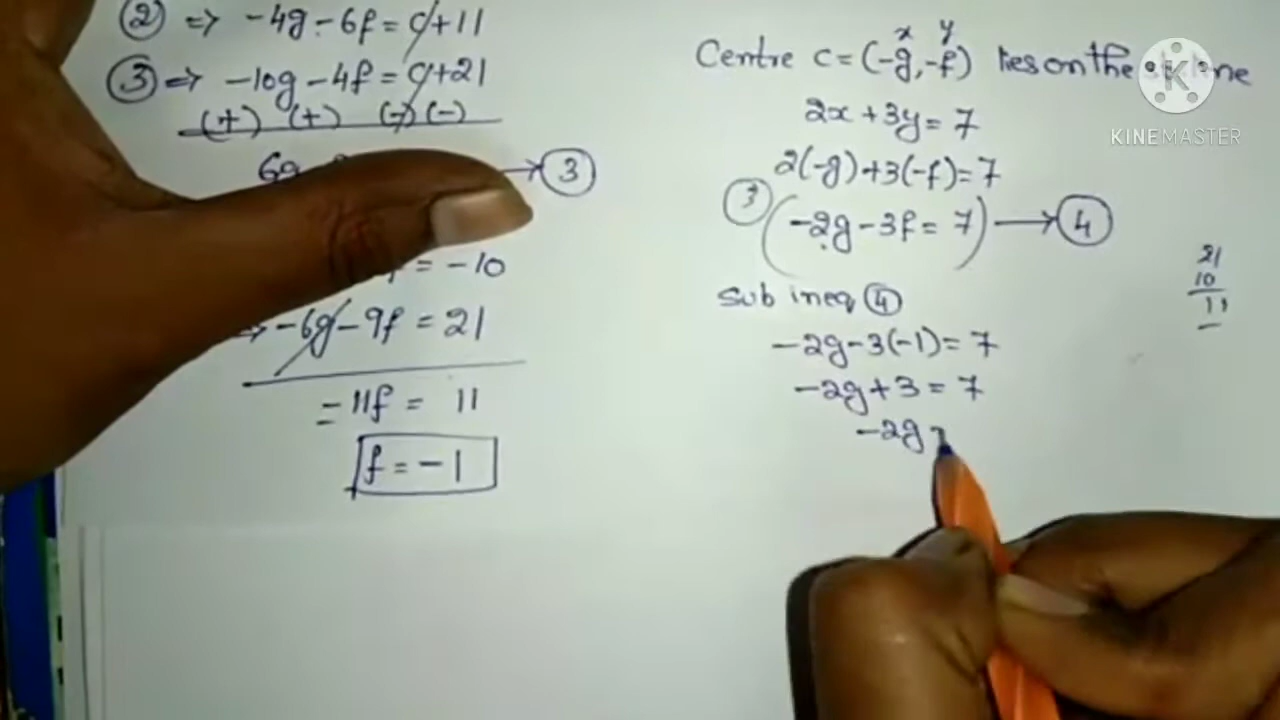 ② => -4g - 6f = c + 11
③ => -10g - 4f = c + 21
(+) (+) (-) (-)
6g → ③
= -10
-6g - 9f = 21
-11f = 11
f = -1
Centre c = (-g, -f) lies on the line
x y
2x + 3y = 7
2(-g) + 3(-f) = 7
3 (-2g - 3f = 7) → ④
Sub in eq ④
-2g - 3(-1) = 7
-2g + 3 = 7
-2g
21
10
11
K
KINEMASTER